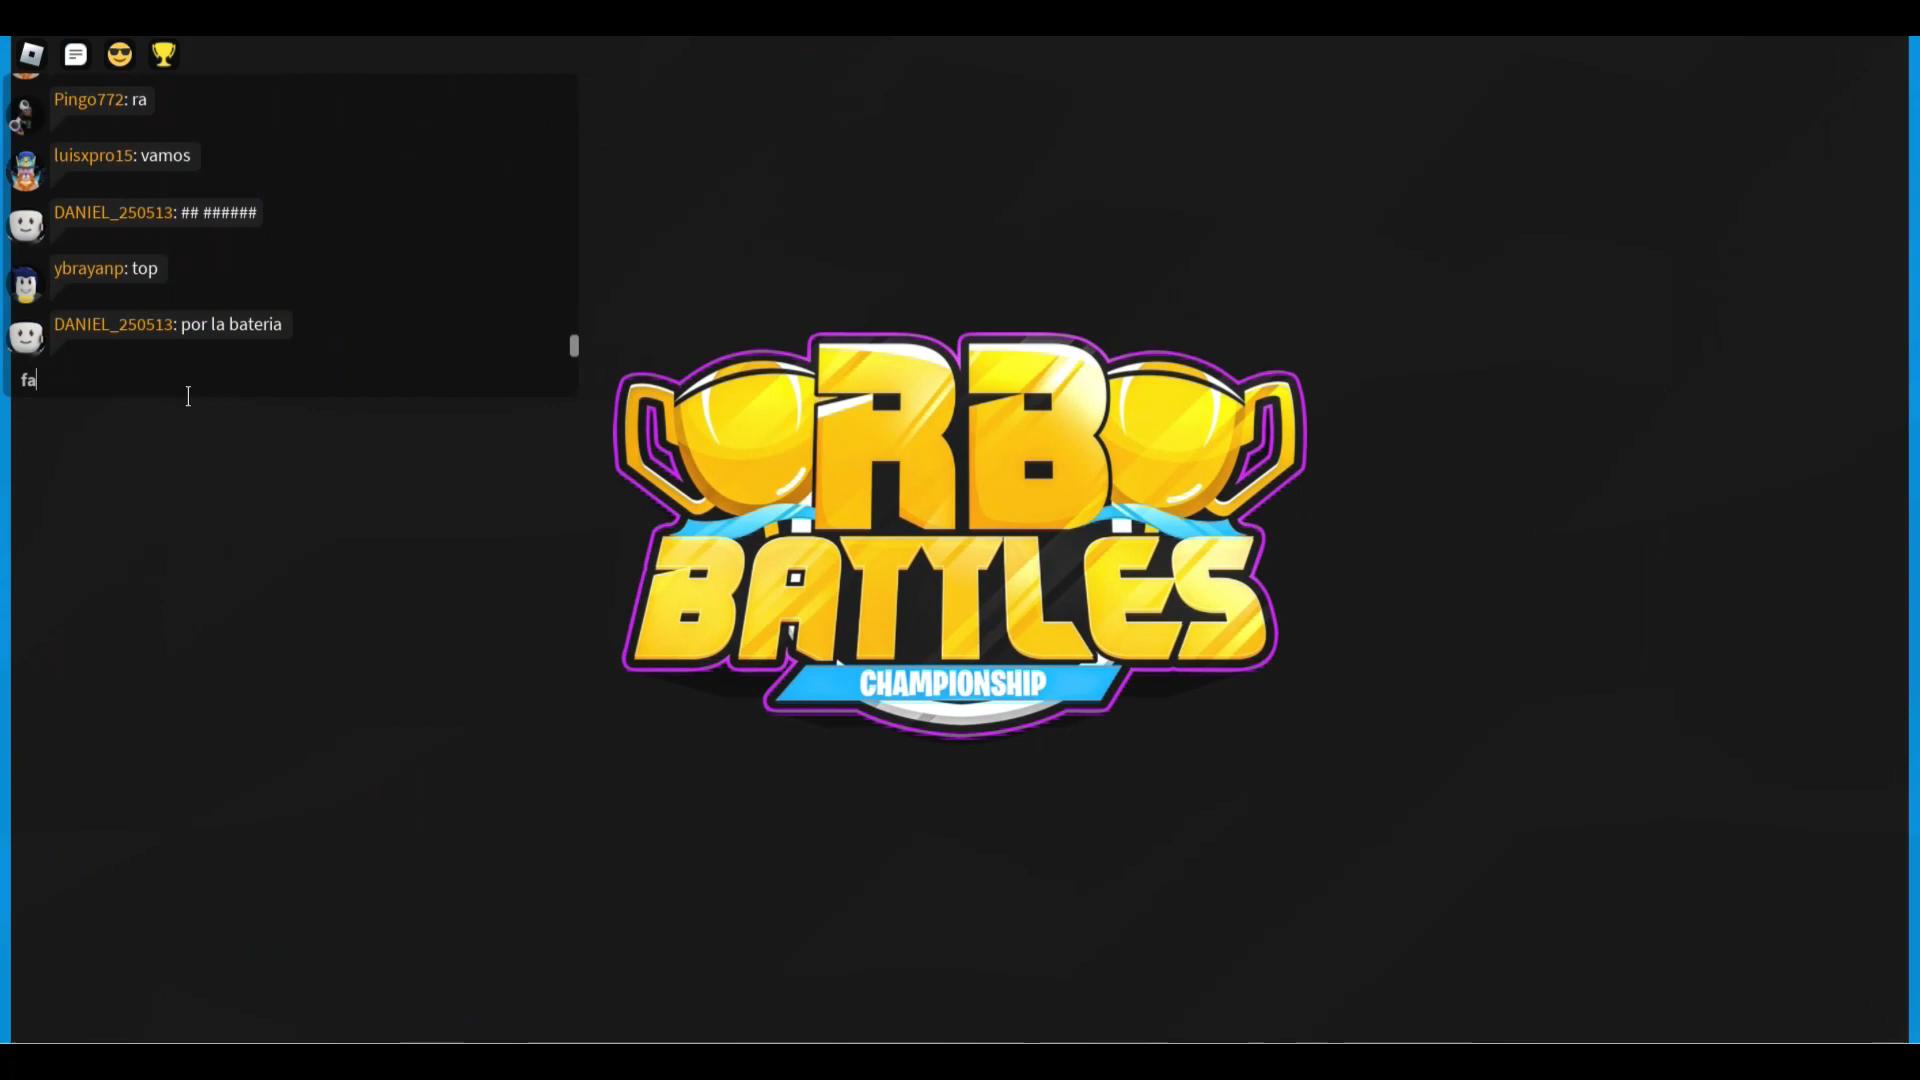 Pingo772: ra
luisxpro15: vamos
DANIEL_250513: ## ######
ybrayanp: top
DANIEL_250513: por la bateria
fa
RB
BATTLES
CHAMPIONSHIP